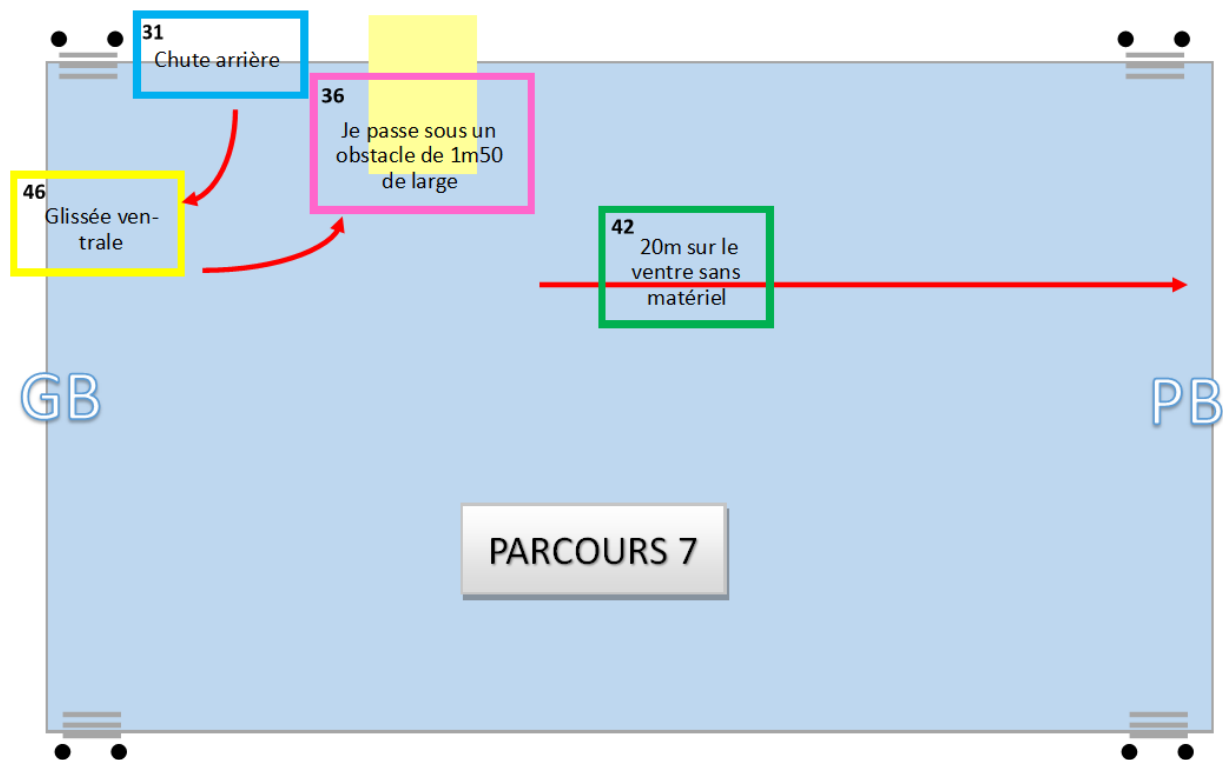 31
Chute arrière
36
Je passe sous un
obstacle de 1m50
de large
46
Glissée ven-
trale
42
20m sur le
ventre sans
matériel
GB
PB
PARCOURS 7